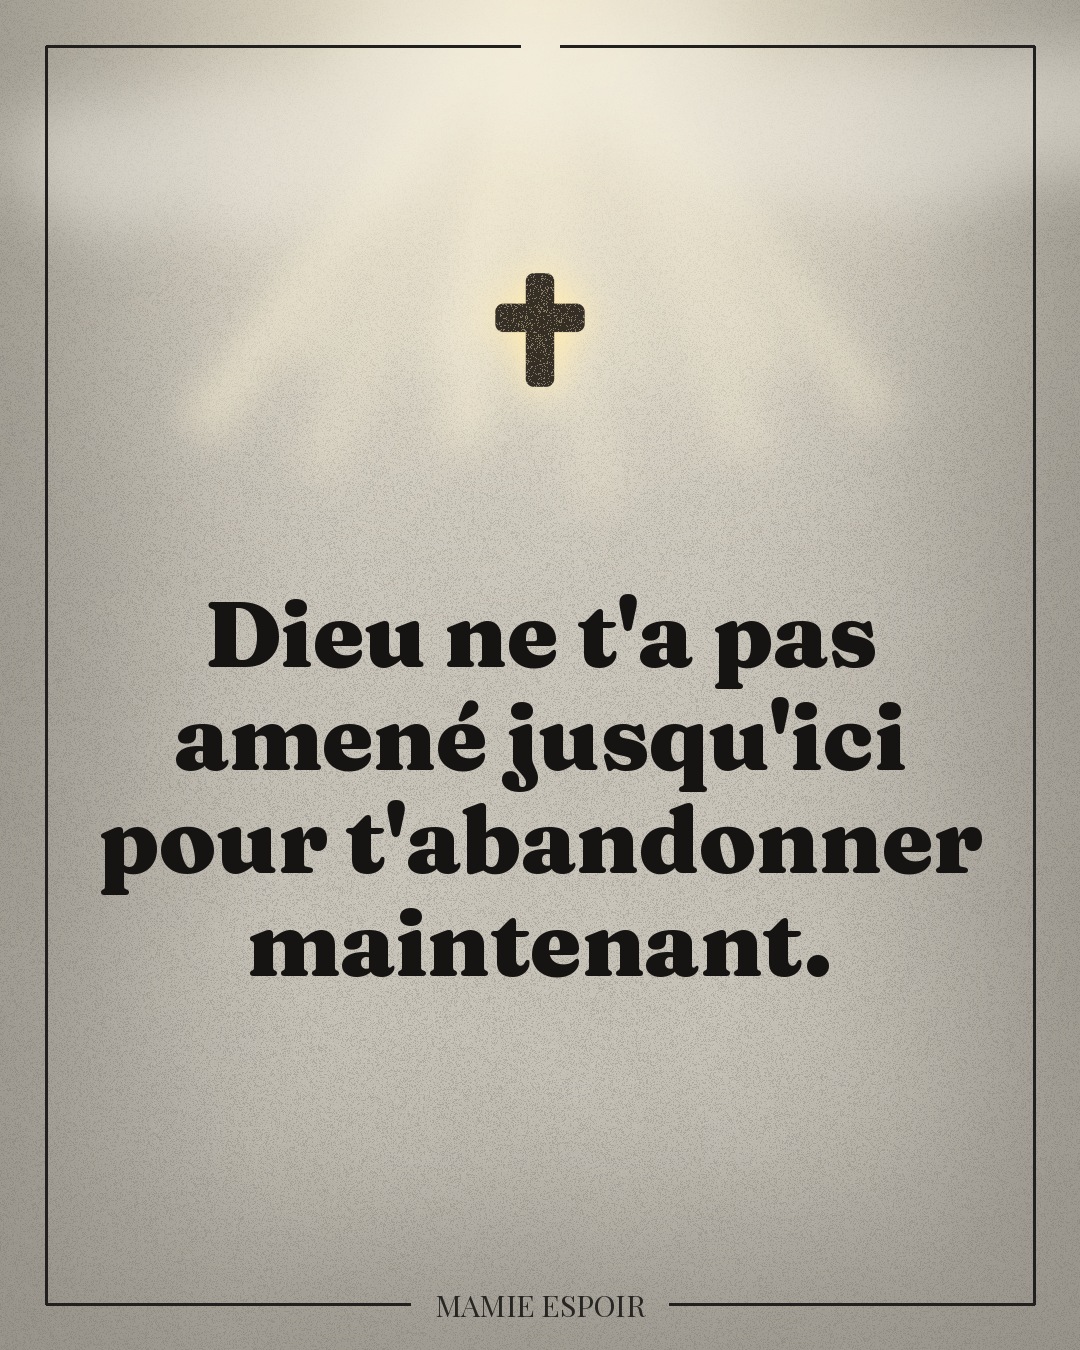 Dieu ne t'a pas
amené jusqu'ici
pour t'abandonner
maintenant.
MAMIE ESPOIR